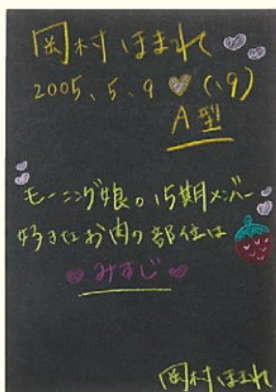 岡村ほまれ
2005、5、9 (19)
A型
モーニング娘。15期メンバー
好きなお肉の部位は
みすじ
岡村ほまれ